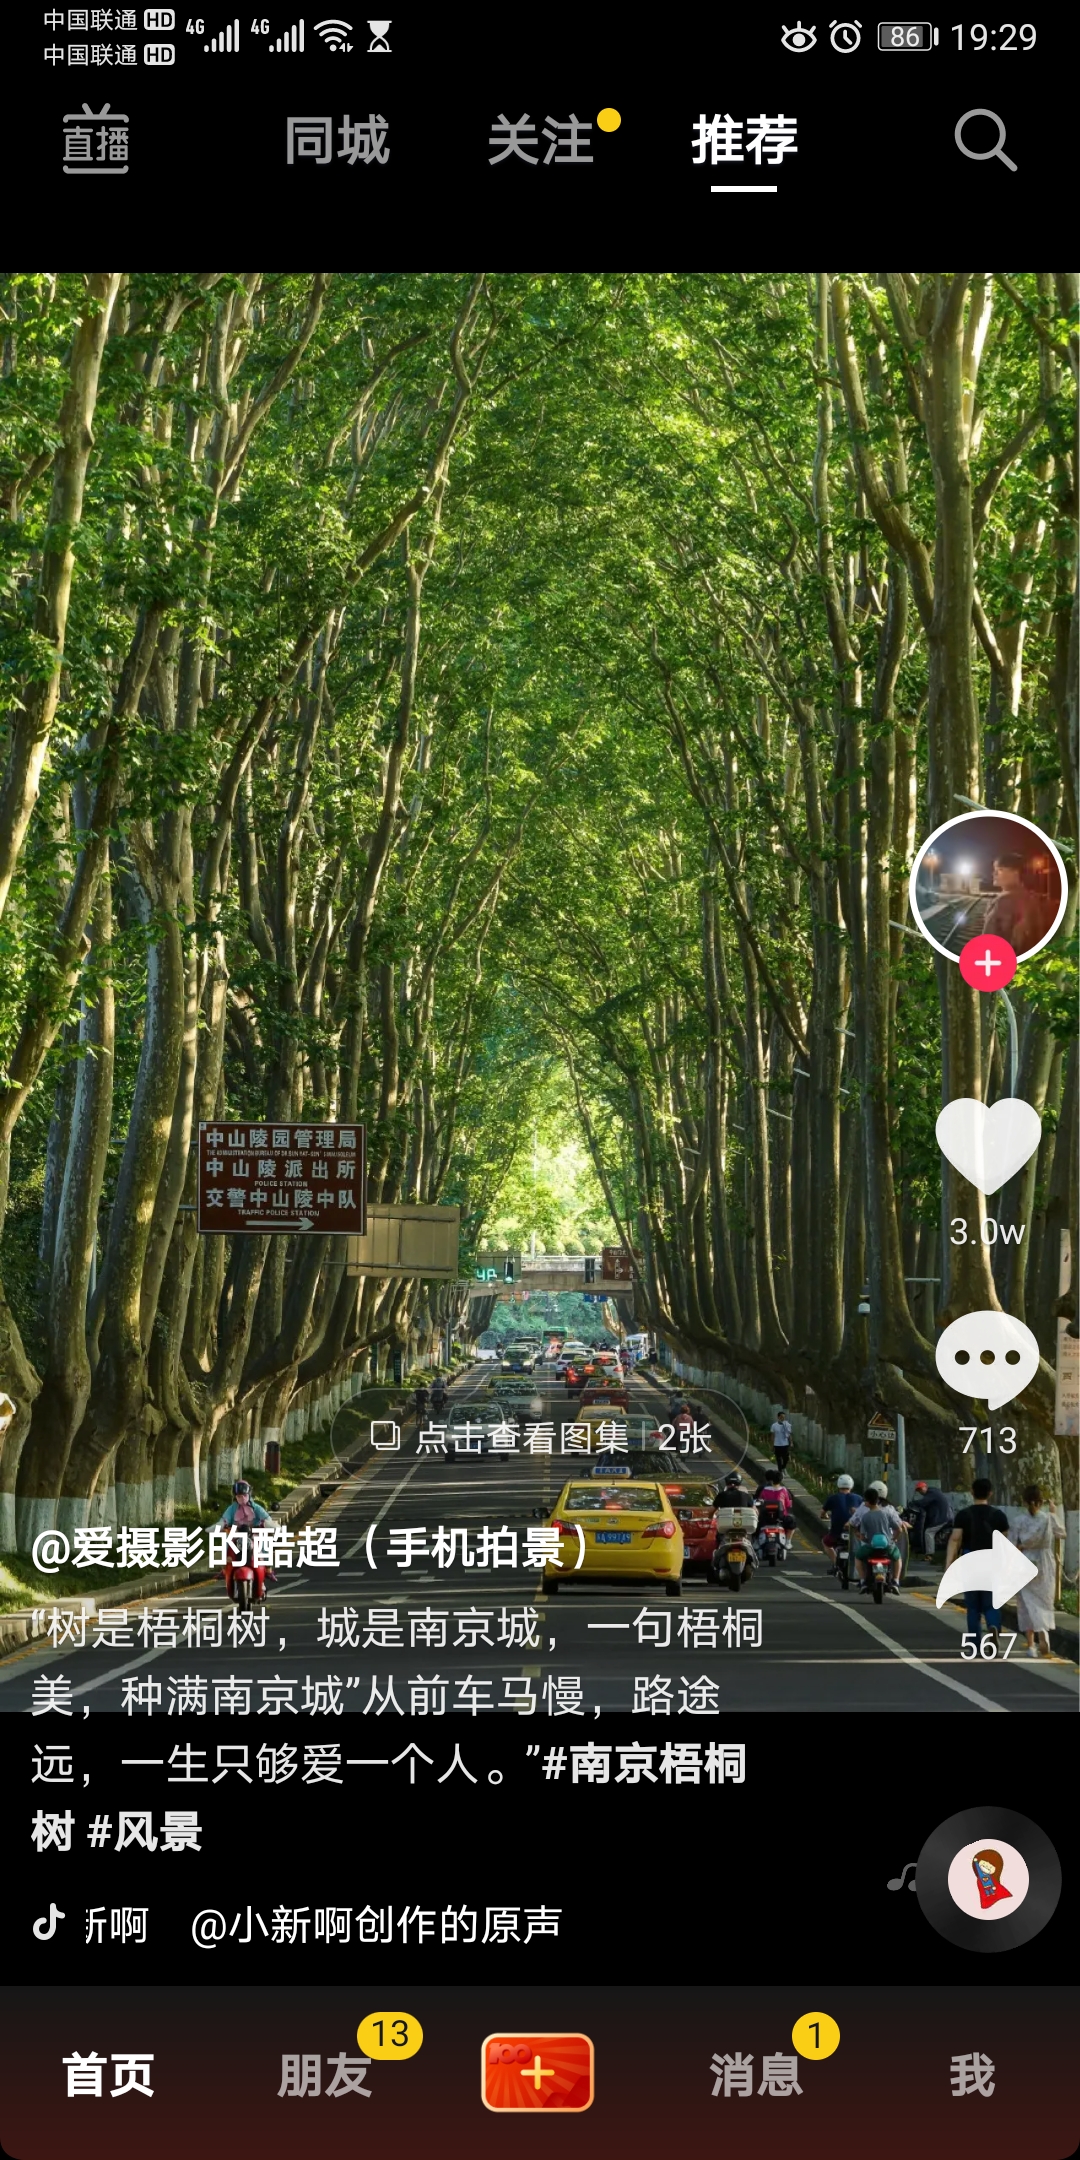 中国联通 HD 4G 4G 86 19:29
中国联通 HD
直播 同城 关注 推荐
中山陵园管理局
中山陵派出所
POLICE STATION
交警中山陵中队
TRAFFIC POLICE STATION
3.0w
点击查看图集 2张
713
@爱摄影的酷超（手机拍景）
“树是梧桐树，城是南京城，一句梧桐
567
美，种满南京城”从前车马慢，路途
远，一生只够爱一个人。”#南京梧桐
树 #风景
新啊 @小新啊创作的原声
首页 朋友 13 100 消息 1 我